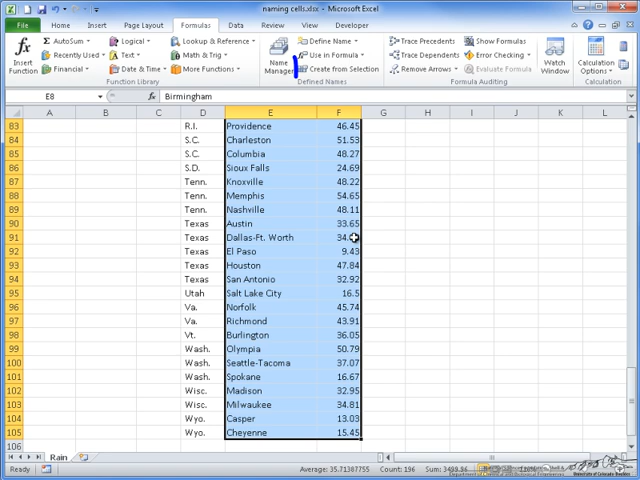 naming cells.xlsx - Microsoft Excel
File Home Insert Page Layout Formulas Data Review View Developer
AutoSum Logical Lookup & Reference Define Name Trace Precedents Show Formulas
Recently Used Text Math & Trig Use in Formula Trace Dependents Error Checking
Financial Date & Time More Functions Create from Selection Remove Arrows Evaluate Formula
Insert Function Name Manager Watch Window Calculation Options
Function Library Defined Names Formula Auditing Calculation
E8 fx Birmingham
A B C D E F G H I J K L
83 R.I. Providence 46.45
84 S.C. Charleston 51.53
85 S.C. Columbia 48.27
86 S.D. Sioux Falls 24.69
87 Tenn. Knoxville 48.22
88 Tenn. Memphis 54.65
89 Tenn. Nashville 48.11
90 Texas Austin 33.65
91 Texas Dallas-Ft. Worth
92 Texas El Paso 9.43
93 Texas Houston 47.84
94 Texas San Antonio 32.92
95 Utah Salt Lake City 16.5
96 Va. Norfolk 45.74
97 Va. Richmond 43.91
98 Vt. Burlington 36.05
99 Wash. Olympia 50.79
100 Wash. Seattle-Tacoma 37.07
101 Wash. Spokane 16.67
102 Wisc. Madison 32.95
103 Wisc. Milwaukee 34.81
104 Wyo. Casper 13.03
105 Wyo. Cheyenne 15.45
106
Rain
Ready Average: 35.71387755 Count: 196 Sum: 3499.96 120%